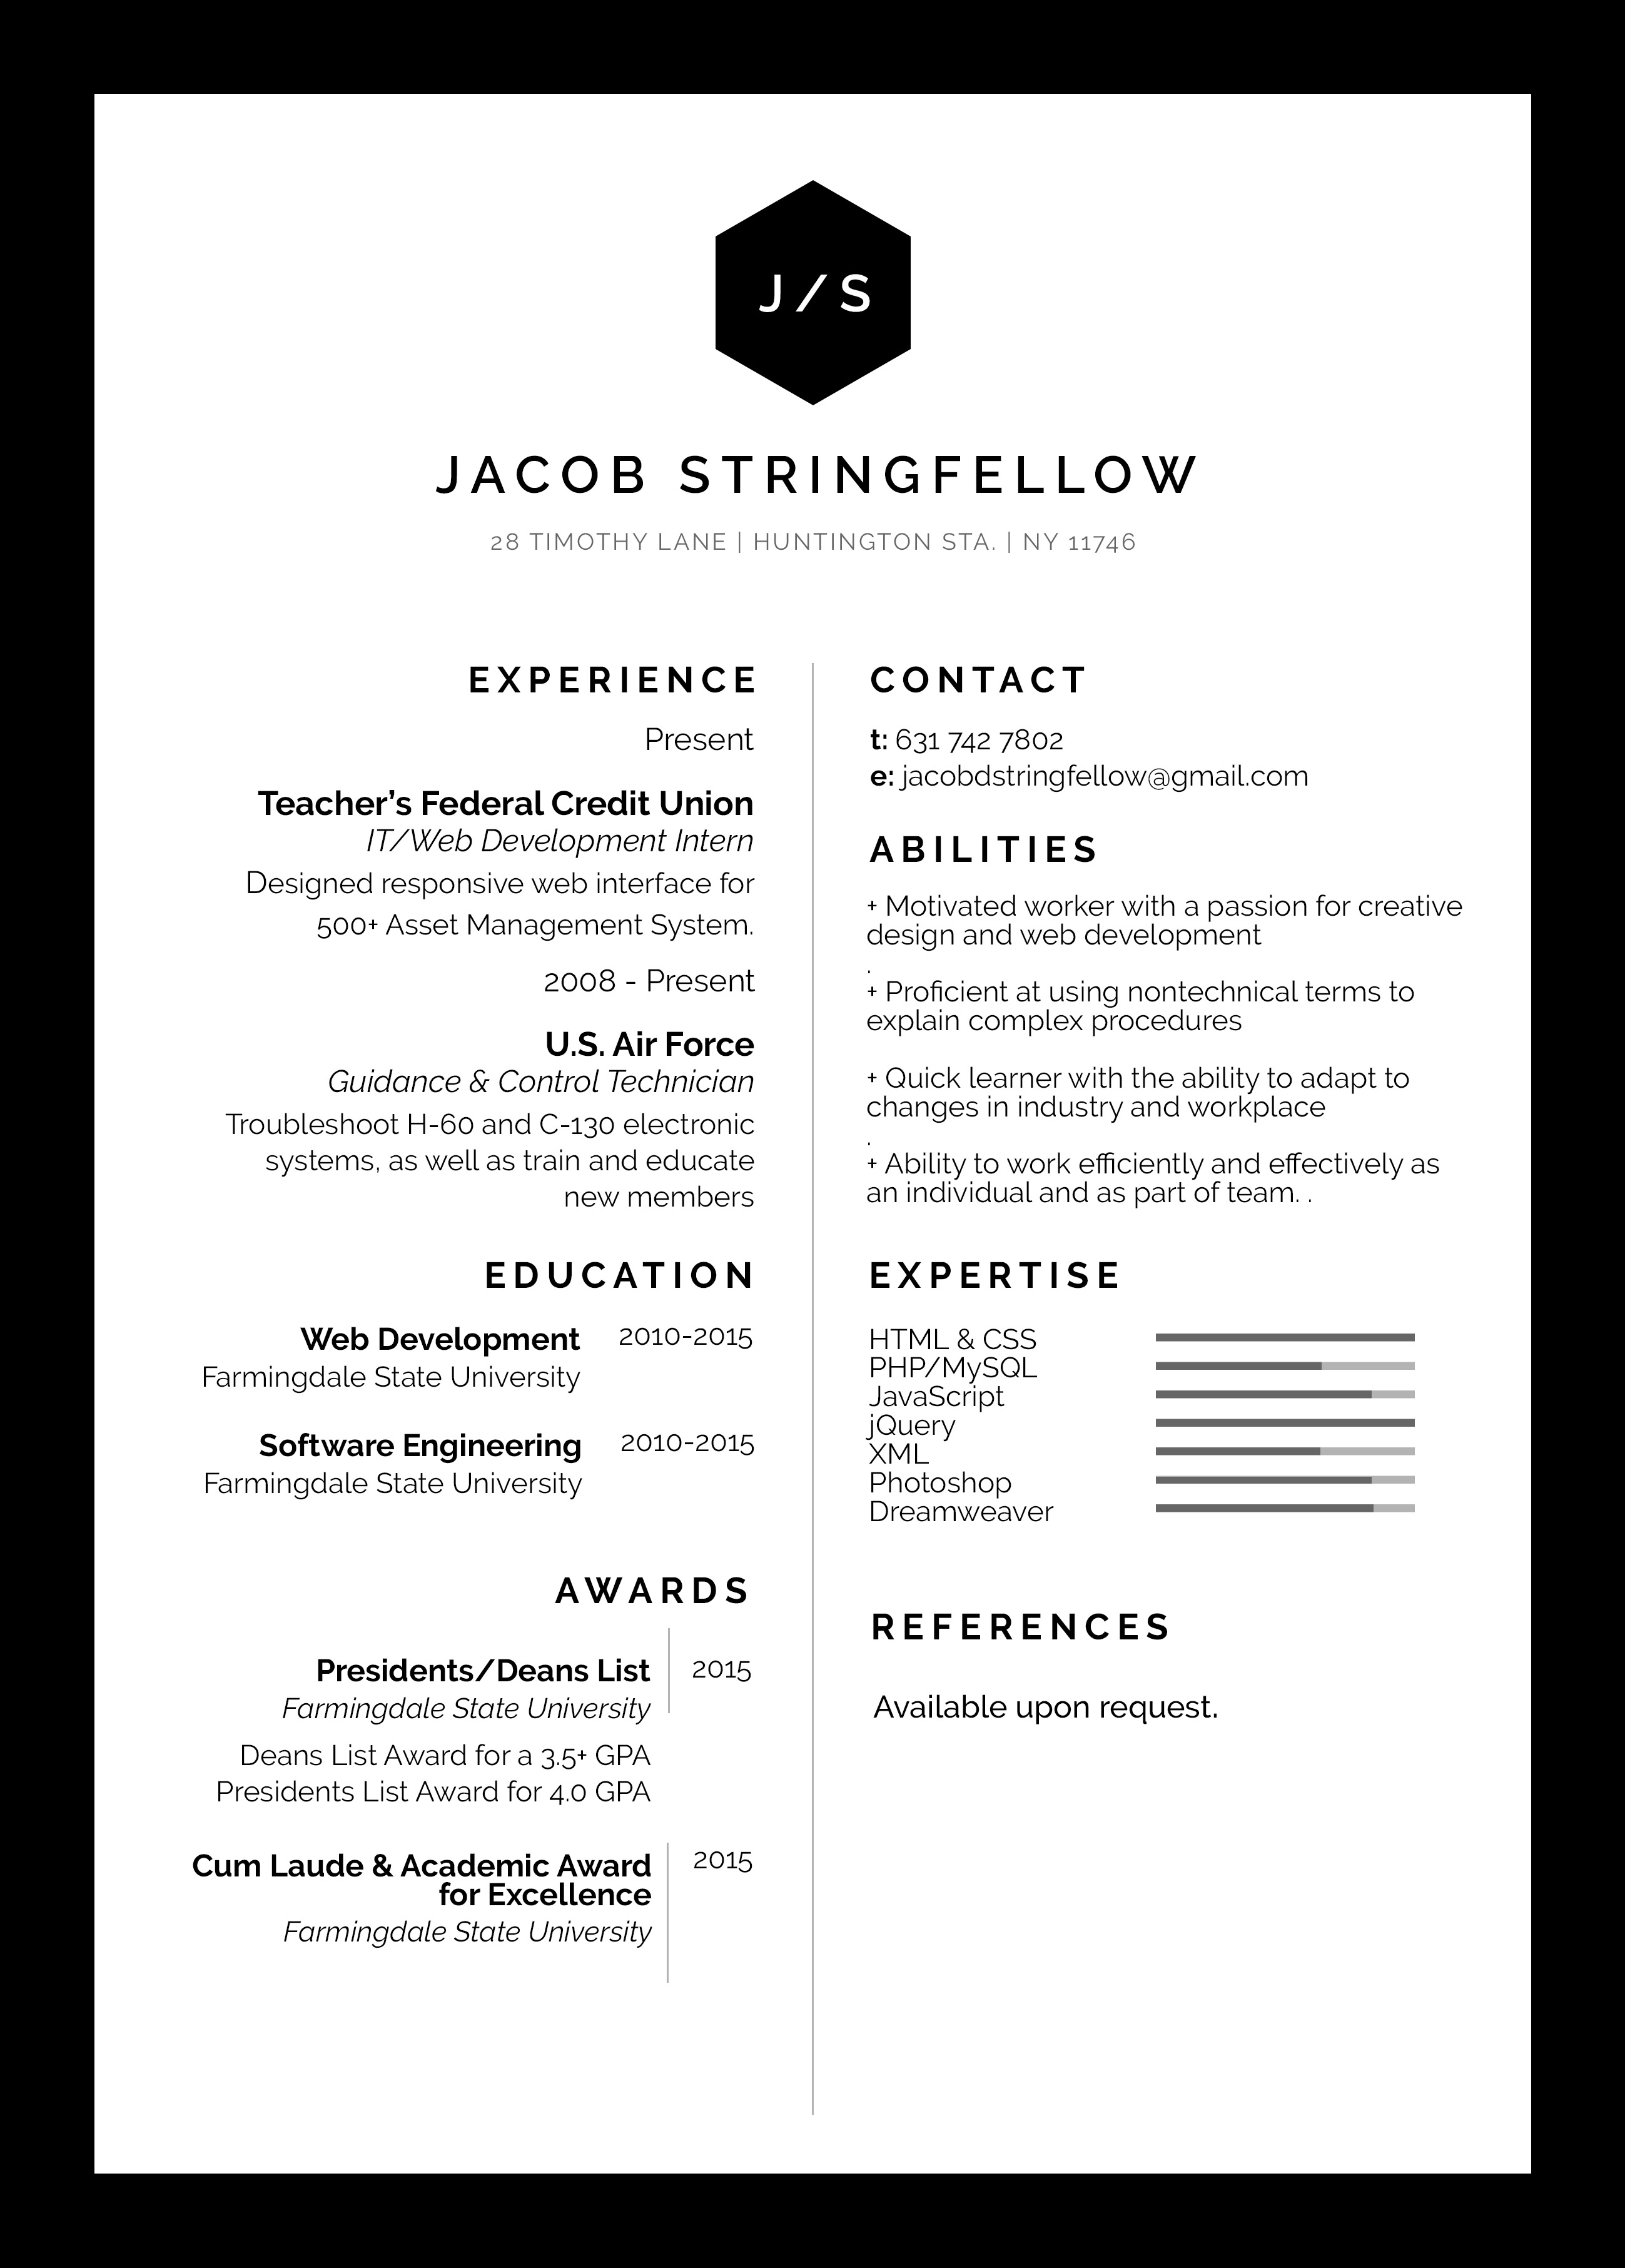 J/S
JACOB STRINGFELLOW
28 TIMOTHY LANE | HUNTINGTON STA. | NY 11746
EXPERIENCE
Present
Teacher’s Federal Credit Union
IT/Web Development Intern
Designed responsive web interface for
500+ Asset Management System.
2008 - Present
U.S. Air Force
Guidance & Control Technician
Troubleshoot H-60 and C-130 electronic
systems, as well as train and educate
new members
EDUCATION
Web Development 2010-2015
Farmingdale State University
Software Engineering 2010-2015
Farmingdale State University
AWARDS
Presidents/Deans List 2015
Farmingdale State University
Deans List Award for a 3.5+ GPA
Presidents List Award for 4.0 GPA
Cum Laude & Academic Award 2015
for Excellence
Farmingdale State University
CONTACT
t: 631 742 7802
e: jacobdstringfellow@gmail.com
ABILITIES
+ Motivated worker with a passion for creative
design and web development
.
+ Proficient at using nontechnical terms to
explain complex procedures
+ Quick learner with the ability to adapt to
changes in industry and workplace
.
+ Ability to work efficiently and effectively as
an individual and as part of team. .
EXPERTISE
HTML & CSS
PHP/MySQL
JavaScript
jQuery
XML
Photoshop
Dreamweaver
REFERENCES
Available upon request.